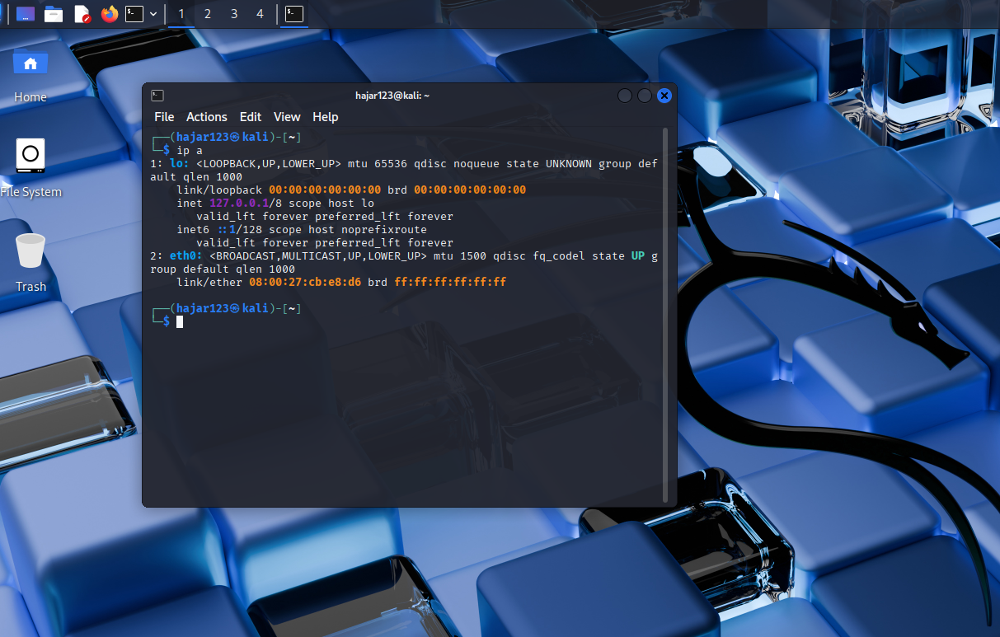 1 2 3 4
Home
File System
Trash
hajar123@kali: ~
File Actions Edit View Help
┌──(hajar123㉿kali)-[~]
└─$ ip a
1: lo: <LOOPBACK,UP,LOWER_UP> mtu 65536 qdisc noqueue state UNKNOWN group def
ault qlen 1000
    link/loopback 00:00:00:00:00:00 brd 00:00:00:00:00:00
    inet 127.0.0.1/8 scope host lo
       valid_lft forever preferred_lft forever
    inet6 ::1/128 scope host noprefixroute
       valid_lft forever preferred_lft forever
2: eth0: <BROADCAST,MULTICAST,UP,LOWER_UP> mtu 1500 qdisc fq_codel state UP g
roup default qlen 1000
    link/ether 08:00:27:cb:e8:d6 brd ff:ff:ff:ff:ff:ff
┌──(hajar123㉿kali)-[~]
└─$